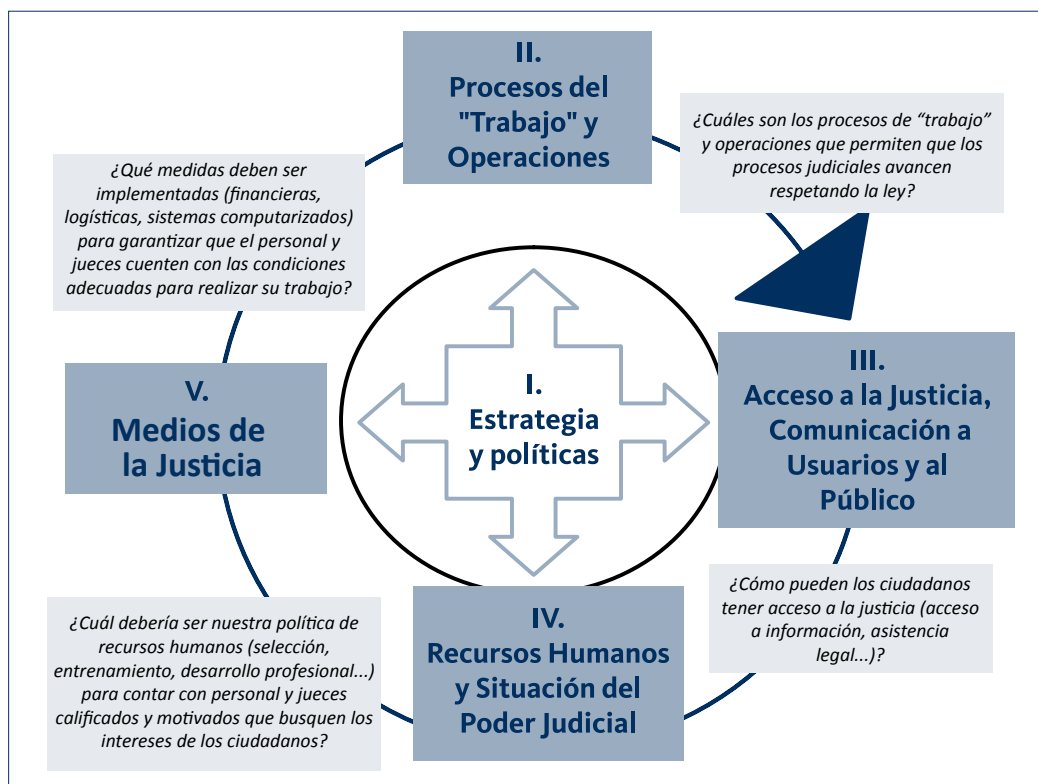 II.
Procesos del
"Trabajo" y
Operaciones
¿Cuáles son los procesos de “trabajo”
y operaciones que permiten que los
procesos judiciales avancen
respetando la ley?
¿Qué medidas deben ser
implementadas (financieras,
logísticas, sistemas computarizados)
para garantizar que el personal y
jueces cuenten con las condiciones
adecuadas para realizar su trabajo?
I.
Estrategia
y políticas
III.
Acceso a la Justicia,
Comunicación a
Usuarios y al
Público
V.
Medios de
la Justicia
¿Cómo pueden los ciudadanos
tener acceso a la justicia (acceso
a información, asistencia
legal...)?
IV.
Recursos Humanos
y Situación del
Poder Judicial
¿Cuál debería ser nuestra política de
recursos humanos (selección,
entrenamiento, desarrollo profesional...)
para contar con personal y jueces
calificados y motivados que busquen los
intereses de los ciudadanos?